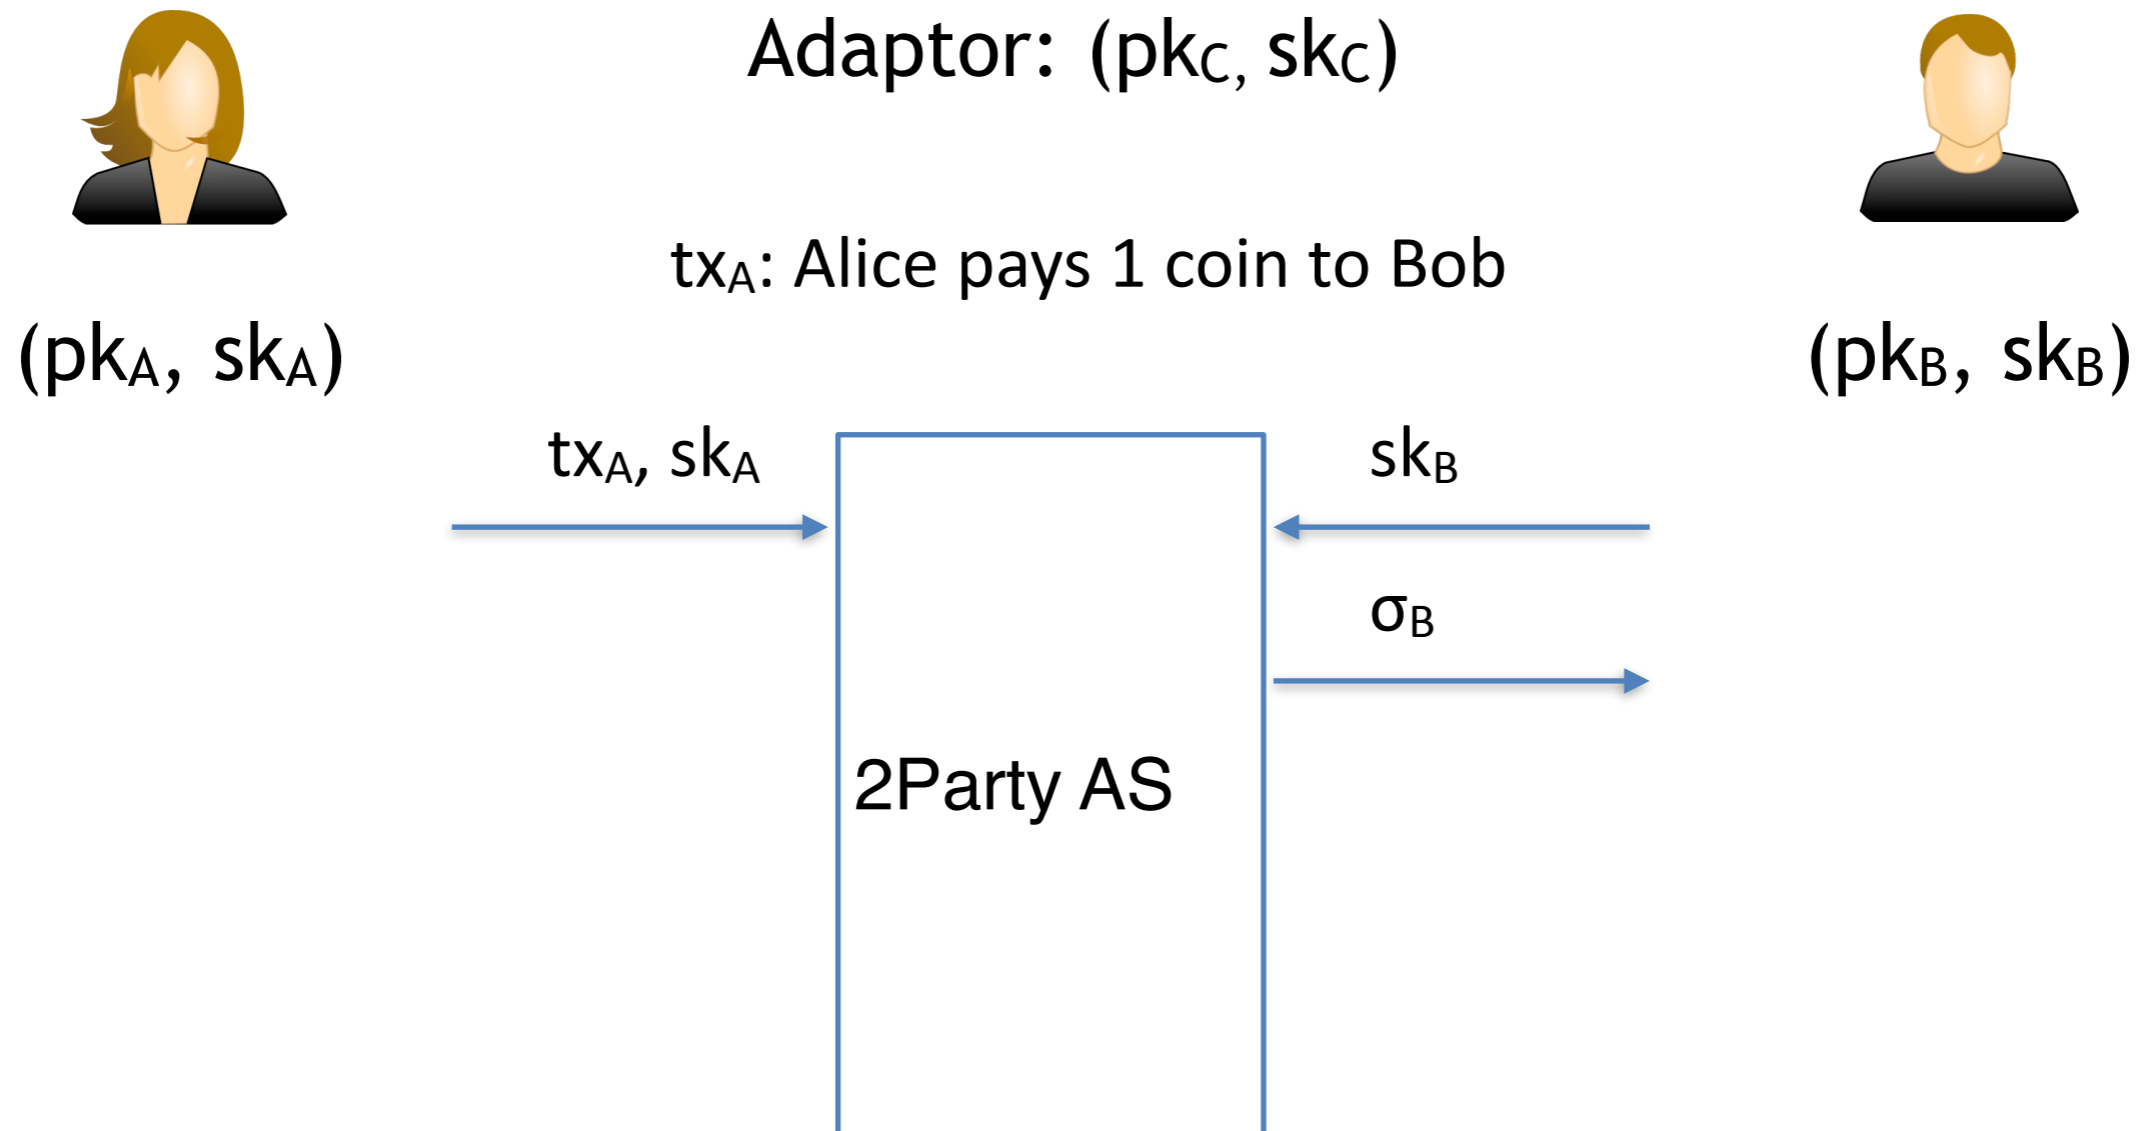 Adaptor: (pkC, skC)
txA: Alice pays 1 coin to Bob
(pkA, skA)
(pkB, skB)
txA, skA
skB
σB
2Party AS